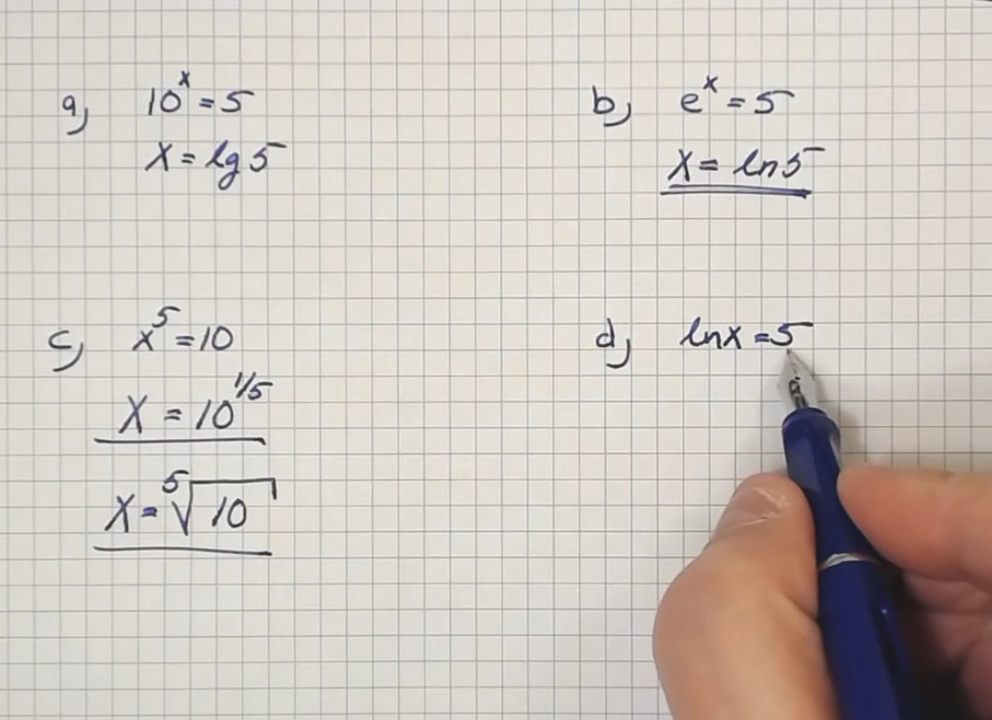 a) 10^x = 5
x = lg 5
b) e^x = 5
x = ln 5
c) x^5 = 10
x = 10^1/5
x = ⁵√10
d) ln x = 5